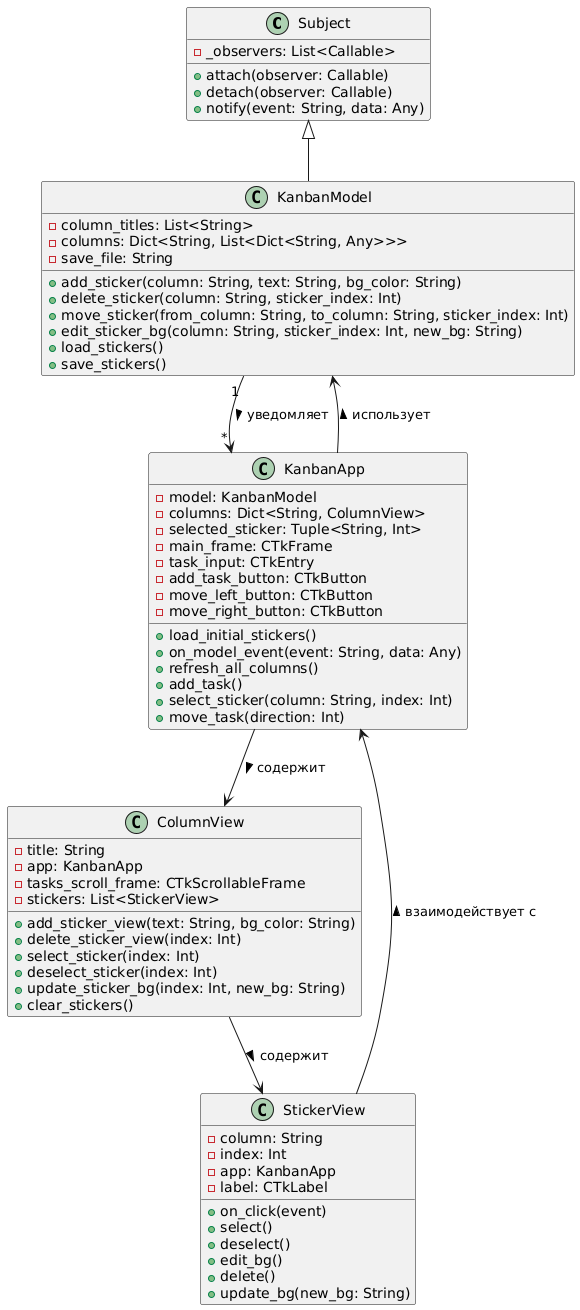 C Subject
_observers: List<Callable>
attach(observer: Callable)
detach(observer: Callable)
notify(event: String, data: Any)
C KanbanModel
column_titles: List<String>
columns: Dict<String, List<Dict<String, Any>>>
save_file: String
add_sticker(column: String, text: String, bg_color: String)
delete_sticker(column: String, sticker_index: Int)
move_sticker(from_column: String, to_column: String, sticker_index: Int)
edit_sticker_bg(column: String, sticker_index: Int, new_bg: String)
load_stickers()
save_stickers()
1
уведомляет
использует
*
C KanbanApp
model: KanbanModel
columns: Dict<String, ColumnView>
selected_sticker: Tuple<String, Int>
main_frame: CTkFrame
task_input: CTkEntry
add_task_button: CTkButton
move_left_button: CTkButton
move_right_button: CTkButton
load_initial_stickers()
on_model_event(event: String, data: Any)
refresh_all_columns()
add_task()
select_sticker(column: String, index: Int)
move_task(direction: Int)
содержит
C ColumnView
title: String
app: KanbanApp
tasks_scroll_frame: CTkScrollableFrame
stickers: List<StickerView>
add_sticker_view(text: String, bg_color: String)
delete_sticker_view(index: Int)
select_sticker(index: Int)
deselect_sticker(index: Int)
update_sticker_bg(index: Int, new_bg: String)
clear_stickers()
взаимодействует с
содержит
C StickerView
column: String
index: Int
app: KanbanApp
label: CTkLabel
on_click(event)
select()
deselect()
edit_bg()
delete()
update_bg(new_bg: String)